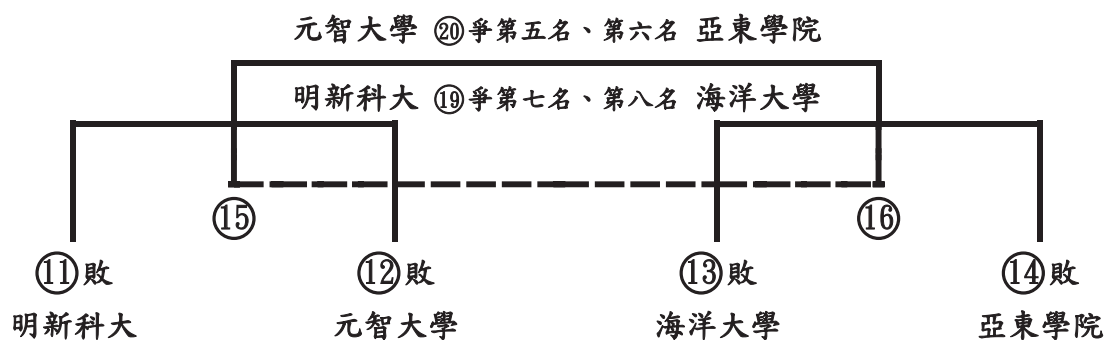 元智大學 ⑳爭第五名、第六名 亞東學院
明新科大 ⑲爭第七名、第八名 海洋大學
⑮ ⑯
⑪敗 ⑫敗 ⑬敗 ⑭敗
明新科大 元智大學 海洋大學 亞東學院